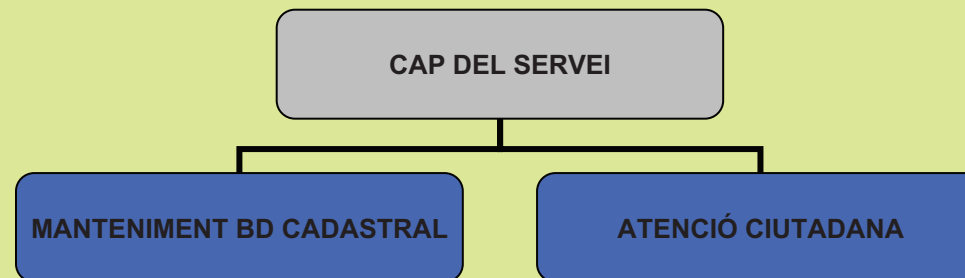 CAP DEL SERVEI
MANTENIMENT BD CADASTRAL
ATENCIÓ CIUTADANA